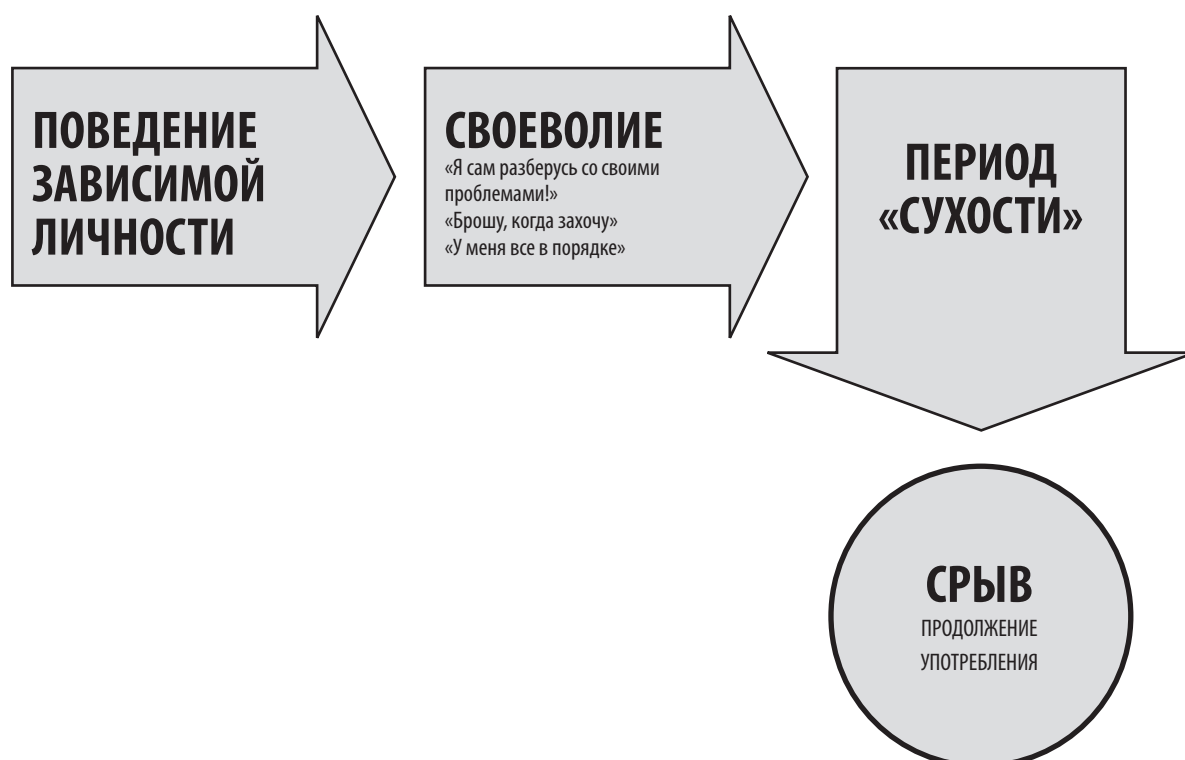 ПОВЕДЕНИЕ
ЗАВИСИМОЙ
ЛИЧНОСТИ
СВОЕВОЛИЕ
«Я сам разберусь со своими
проблемами!»
«Брошу, когда захочу»
«У меня все в порядке»
ПЕРИОД
«СУХОСТИ»
СРЫВ
ПРОДОЛЖЕНИЕ
УПОТРЕБЛЕНИЯ